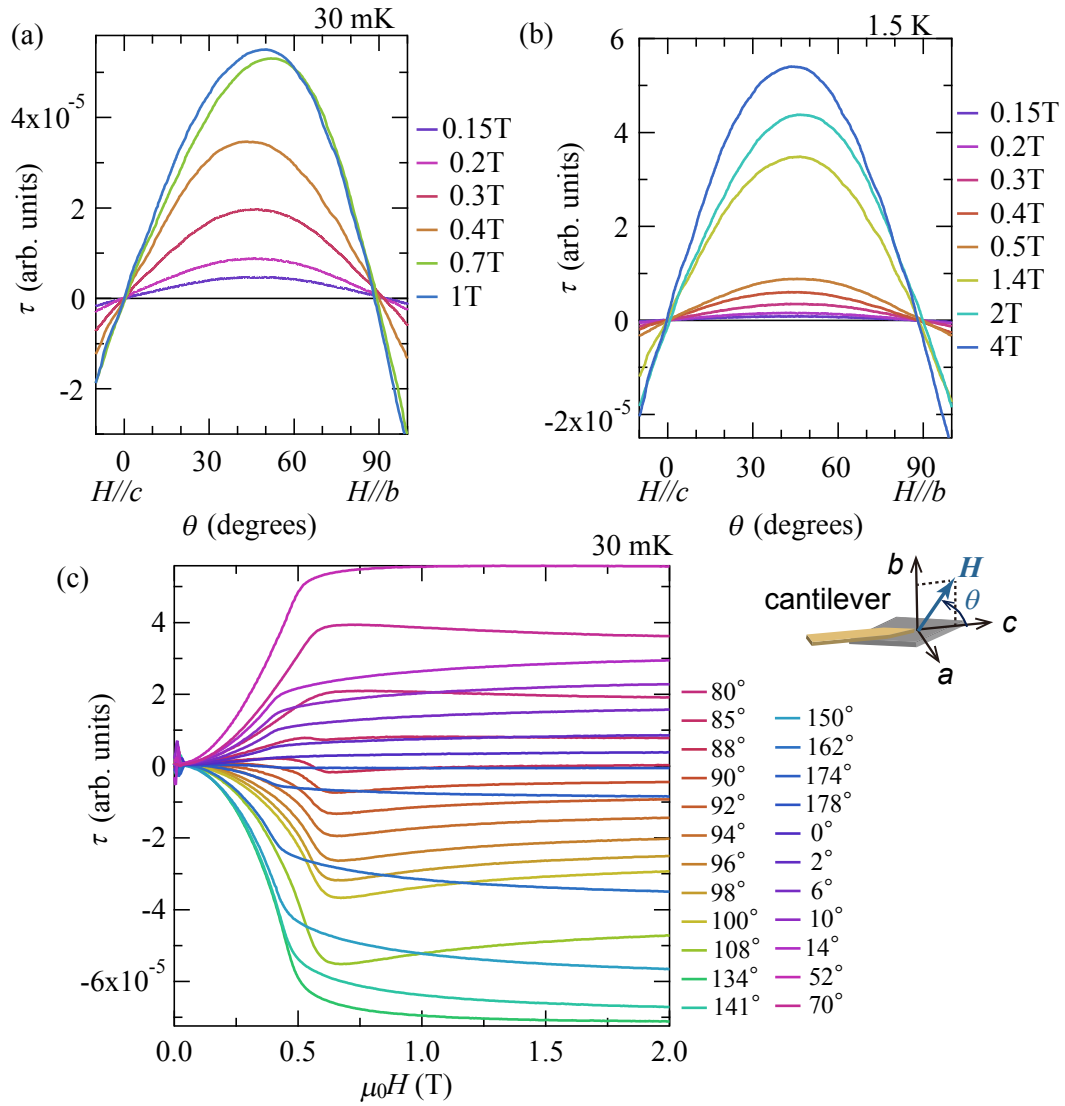 (a)
30 mK
τ (arb. units)
4x10⁻⁵
2
0
-2
0
30
60
90
H//c
H//b
θ (degrees)
0.15T
0.2T
0.3T
0.4T
0.7T
1T
(b)
1.5 K
τ (arb. units)
6
4
2
0
-2x10⁻⁵
0
30
60
90
H//c
H//b
θ (degrees)
0.15T
0.2T
0.3T
0.4T
0.5T
1.4T
2T
4T
(c)
30 mK
τ (arb. units)
4
2
0
-2
-4
-6x10⁻⁵
0.0
0.5
1.0
1.5
2.0
μ₀H (T)
cantilever
b
H
θ
c
a
80°
85°
88°
90°
92°
94°
96°
98°
100°
108°
134°
141°
150°
162°
174°
178°
0°
2°
6°
10°
14°
52°
70°